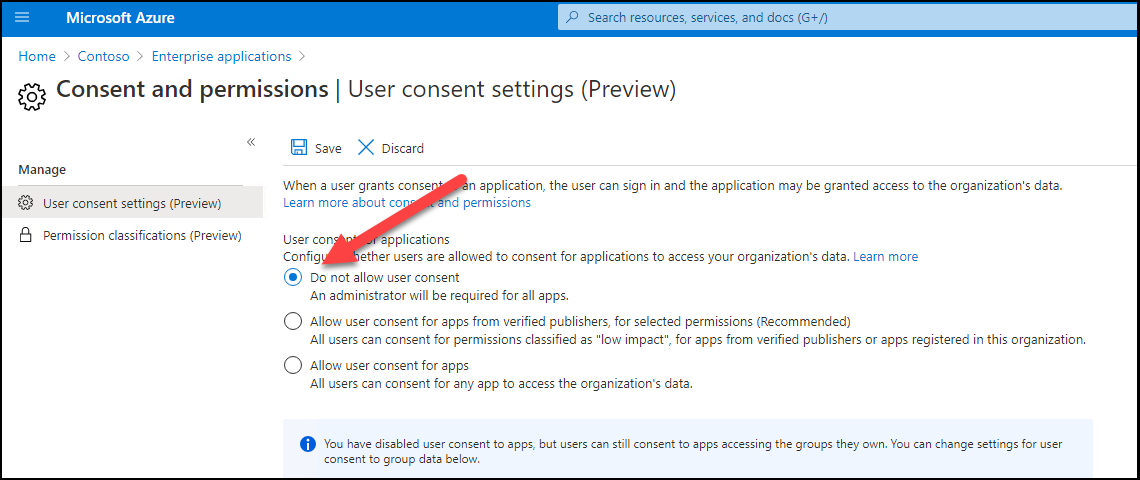 Microsoft Azure
Search resources, services, and docs (G+/)
Home > Contoso > Enterprise applications >
Consent and permissions | User consent settings (Preview)
«
Save Discard
Manage
User consent settings (Preview)
Permission classifications (Preview)
When a user grants consent an application, the user can sign in and the application may be granted access to the organization's data.
Learn more about and permissions
User applications
whether users are allowed to consent for applications to access your organization's data. Learn more
Do not allow user consent
An administrator will be required for all apps.
Allow user consent for apps from verified publishers, for selected permissions (Recommended)
All users can consent for permissions classified as "low impact", for apps from verified publishers or apps registered in this organization.
Allow user consent for apps
All users can consent for any app to access the organization's data.
You have disabled user consent to apps, but users can still consent to apps accessing the groups they own. You can change settings for user
consent to group data below.